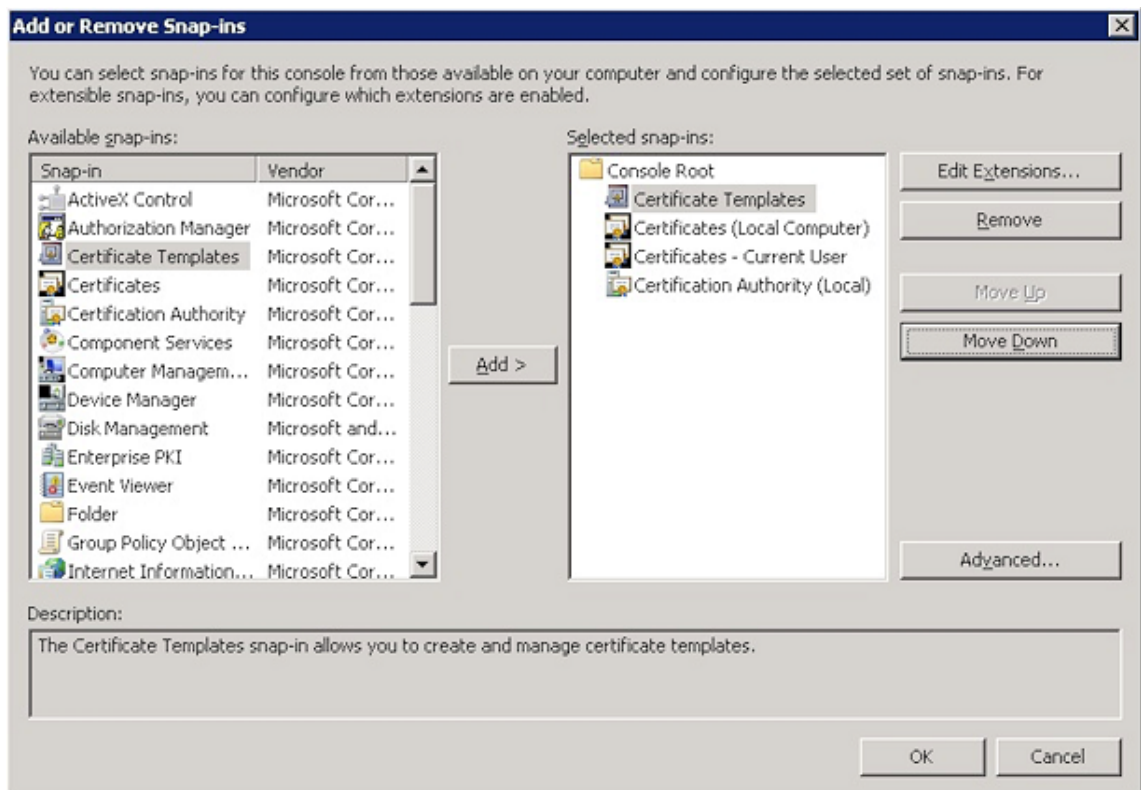 Add or Remove Snap-ins
You can select snap-ins for this console from those available on your computer and configure the selected set of snap-ins. For
extensible snap-ins, you can configure which extensions are enabled.
Available snap-ins:
Snap-in Vendor
ActiveX Control Microsoft Cor...
Authorization Manager Microsoft Cor...
Certificate Templates Microsoft Cor...
Certificates Microsoft Cor...
Certification Authority Microsoft Cor...
Component Services Microsoft Cor...
Computer Managem... Microsoft Cor...
Device Manager Microsoft Cor...
Disk Management Microsoft and...
Enterprise PKI Microsoft Cor...
Event Viewer Microsoft Cor...
Folder Microsoft Cor...
Group Policy Object ... Microsoft Cor...
Internet Information... Microsoft Cor...
Add >
Selected snap-ins:
Console Root
Certificate Templates
Certificates (Local Computer)
Certificates - Current User
Certification Authority (Local)
Edit Extensions...
Remove
Move Up
Move Down
Advanced...
Description:
The Certificate Templates snap-in allows you to create and manage certificate templates.
OK Cancel